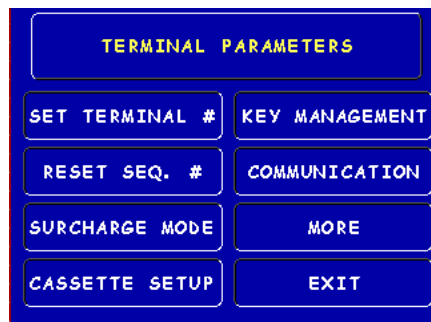 TERMINAL PARAMETERS
SET TERMINAL # KEY MANAGEMENT
RESET SEQ. # COMMUNICATION
SURCHARGE MODE MORE
CASSETTE SETUP EXIT